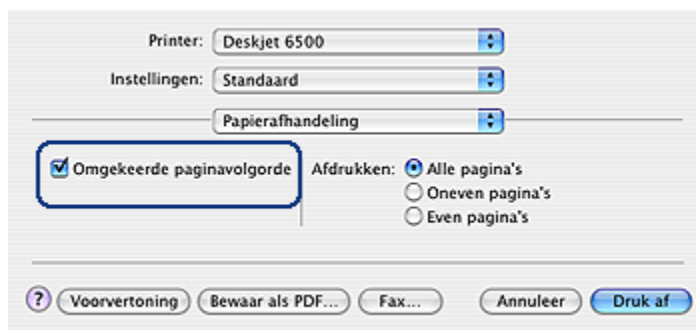 Printer: Deskjet 6500
Instellingen: Standaard
Papierafhandeling
Omgekeerde paginavolgorde Afdrukken: Alle pagina's
Oneven pagina's
Even pagina's
? Voorvertoning Bewaar als PDF... Fax... Annuleer Druk af